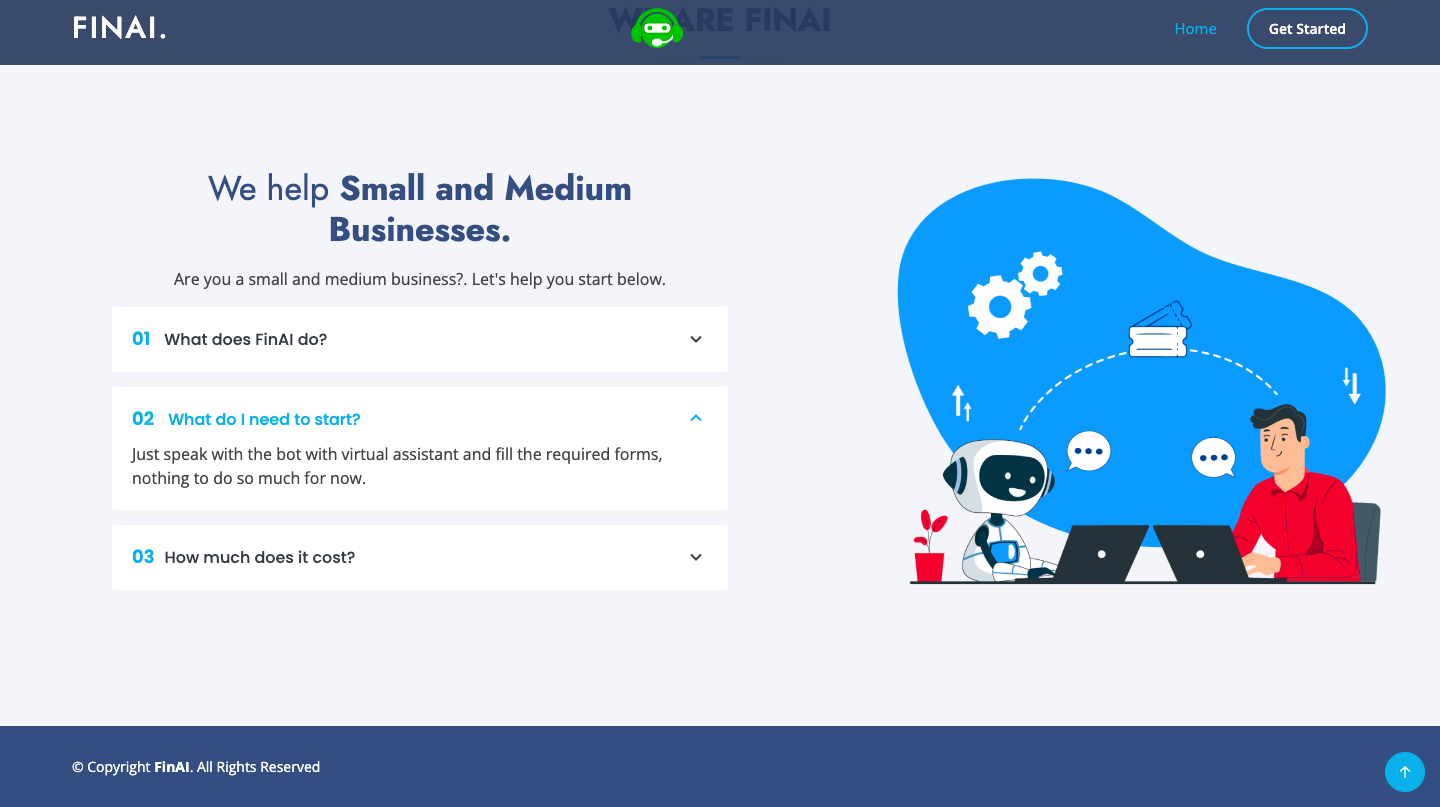 FINAI.
WE ARE FINAI
Home
Get Started
We help Small and Medium
Businesses.
Are you a small and medium business?. Let's help you start below.
01 What does FinAI do?
02 What do I need to start?
Just speak with the bot with virtual assistant and fill the required forms,
nothing to do so much for now.
03 How much does it cost?
© Copyright FinAI. All Rights Reserved